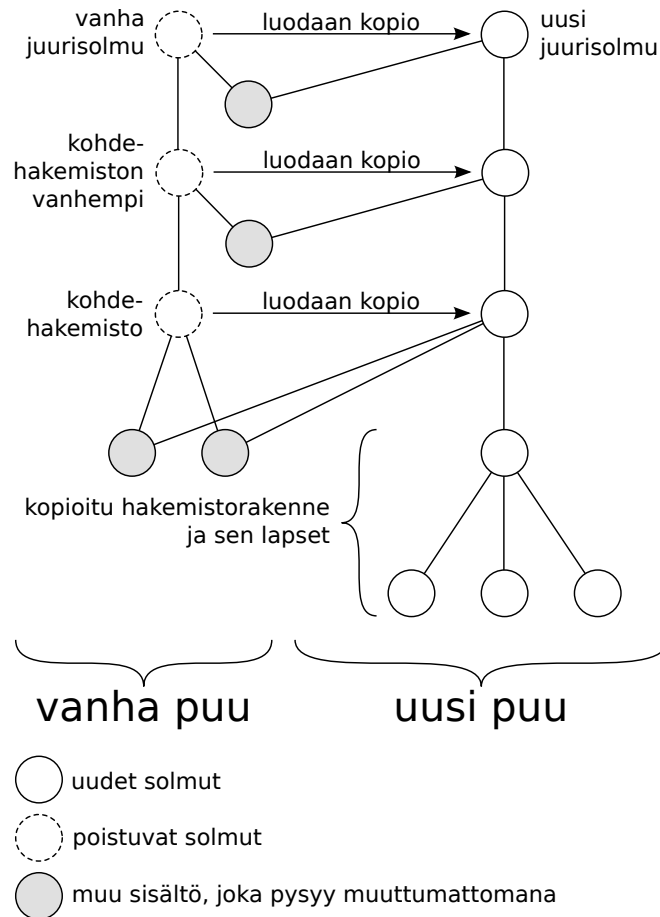 vanha
juurisolmu
luodaan kopio
uusi
juurisolmu
kohde-
hakemiston
vanhempi
luodaan kopio
kohde-
hakemisto
luodaan kopio
kopioitu hakemistorakenne
ja sen lapset
vanha puu
uusi puu
uudet solmut
poistuvat solmut
muu sisältö, joka pysyy muuttumattomana